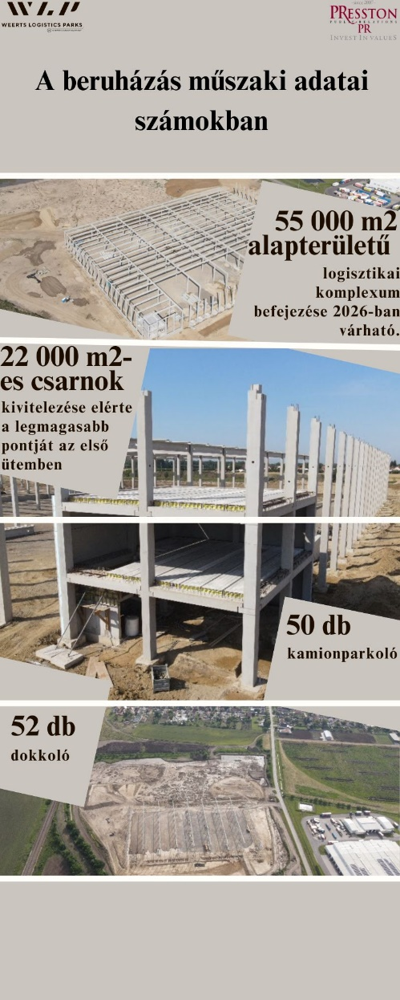 WLP
WEERTS LOGISTICS PARKS
PRESSTON
PUBLIC RELATIONS
PR
INVEST IN VALUES
A beruházás műszaki adatai
számokban
55 000 m2
alapterületű
logisztikai
komplexum
befejezése 2026-ban
várható.
22 000 m2-
es csarnok
kivitelezése elérte
a legmagasabb
pontját az első
ütemben
50 db
kamionparkoló
52 db
dokkoló